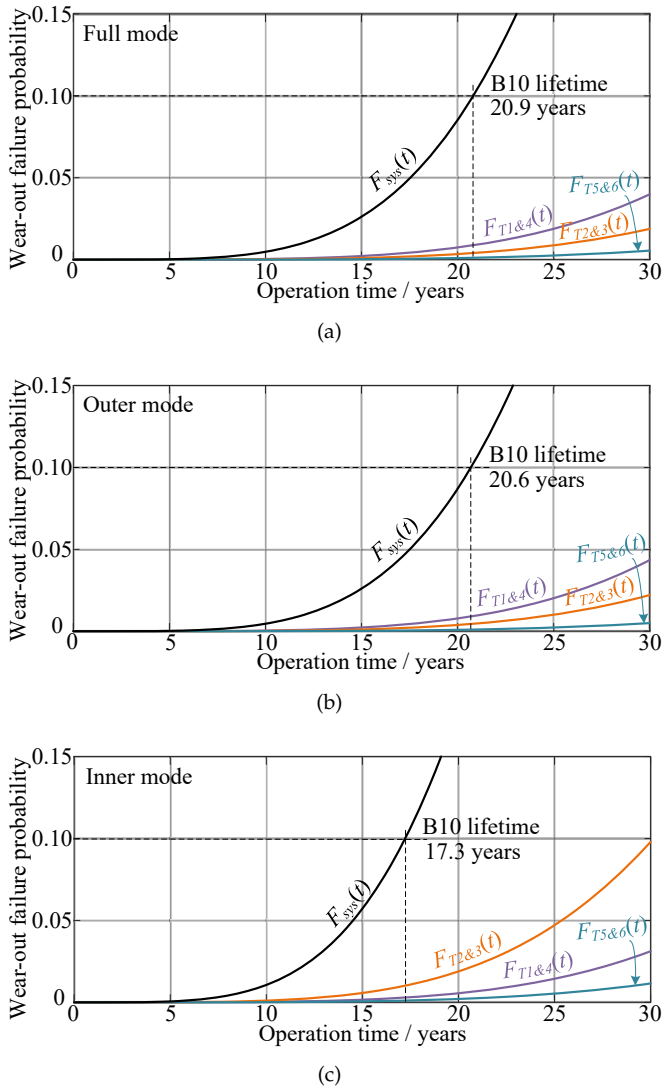 Wear-out failure probability
0.15
0.10
0.05
0
Full mode
B10 lifetime
20.9 years
F_sys(t)
F_T1&4(t)
F_T2&3(t)
F_T5&6(t)
0 5 10 15 20 25 30
Operation time / years
(a)
Wear-out failure probability
0.15
0.10
0.05
0
Outer mode
B10 lifetime
20.6 years
F_sys(t)
F_T1&4(t)
F_T2&3(t)
F_T5&6(t)
0 5 10 15 20 25 30
Operation time / years
(b)
Wear-out failure probability
0.15
0.10
0.05
0
Inner mode
B10 lifetime
17.3 years
F_sys(t)
F_T2&3(t)
F_T1&4(t)
F_T5&6(t)
0 5 10 15 20 25 30
Operation time / years
(c)